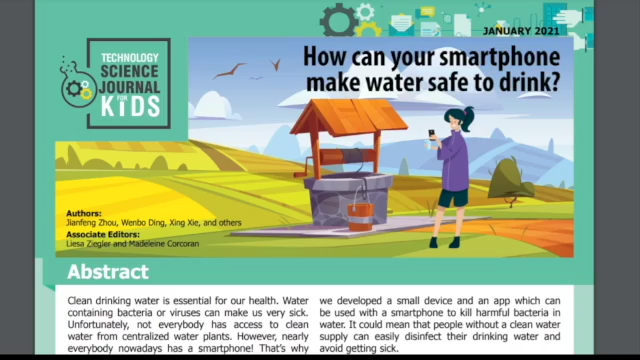 JANUARY 2021
TECHNOLOGY
SCIENCE
JOURNAL
FOR
KiDS
How can your smartphone
make water safe to drink?
Authors:
Jianfeng Zhou, Wenbo Ding, Xing Xie, and others
Associate Editors:
Liesa Ziegler and Madeleine Corcoran
Abstract
Clean drinking water is essential for our health. Water
containing bacteria or viruses can make us very sick.
Unfortunately, not everybody has access to clean
water from centralized water plants. However, nearly
everybody nowadays has a smartphone! That's why
we developed a small device and an app which can
be used with a smartphone to kill harmful bacteria in
water. It could mean that people without a clean water
supply can easily disinfect their drinking water and
avoid getting sick.